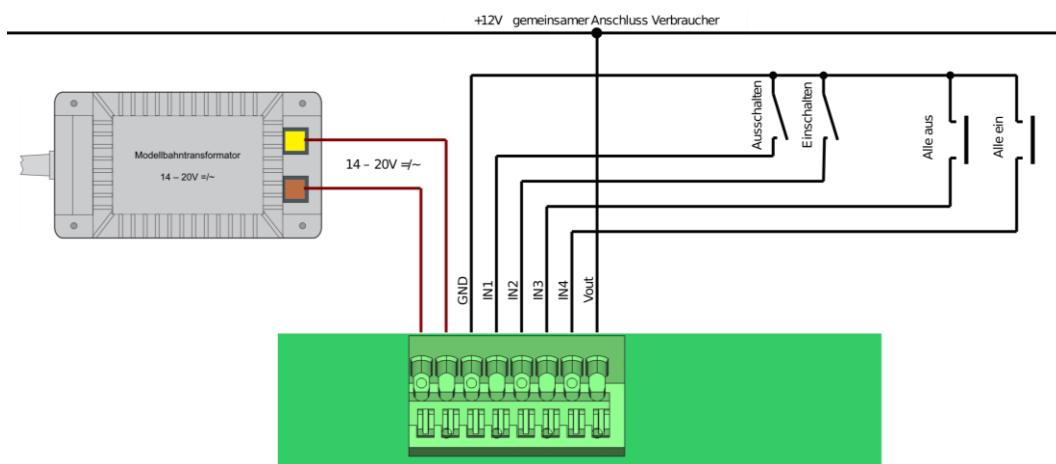 +12V gemeinsamer Anschluss Verbraucher
Ausschalten
Einschalten
Alle aus
Alle ein
Modellbahntransformator
14 – 20V =/~
14 – 20V =/~
GND
IN1
IN2
IN3
IN4
Vout